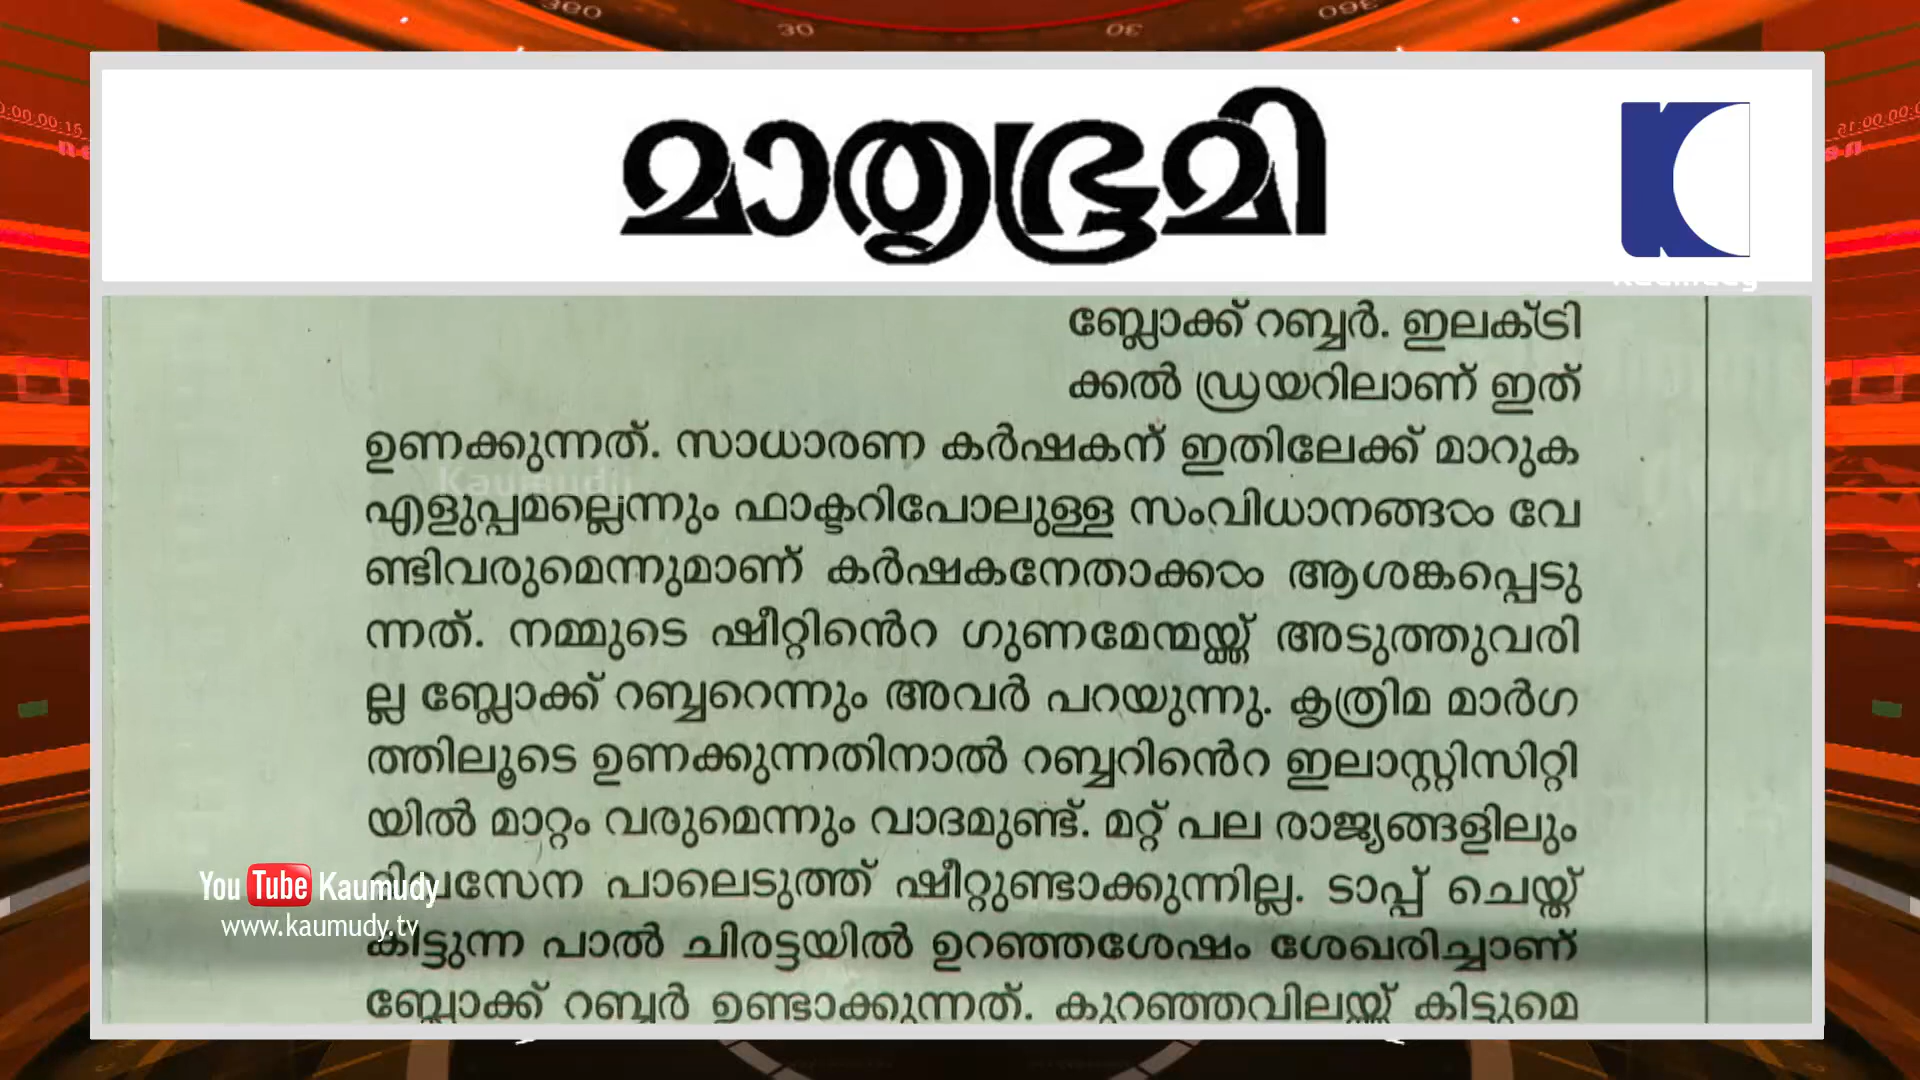 മാതൃഭൂമി
ബ്ലോക്ക് റബ്ബർ. ഇലക്ട്രി
ക്കൽ ഡ്രയറിലാണ് ഇത്
ഉണക്കുന്നത്. സാധാരണ കർഷകന് ഇതിലേക്ക് മാറുക
എളുപ്പമല്ലെന്നും ഫാക്ടറിപോലുള്ള സംവിധാനങ്ങൾ വേ
ണ്ടിവരുമെന്നുമാണ് കർഷകനേതാക്കൾ ആശങ്കപ്പെടു
ന്നത്. നമ്മുടെ ഷീറ്റിന്റെ ഗുണമേന്മയ്ക്ക് അടുത്തുവരി
ല്ല ബ്ലോക്ക് റബ്ബറെന്നും അവർ പറയുന്നു. കൃത്രിമ മാർഗ
ത്തിലൂടെ ഉണക്കുന്നതിനാൽ റബ്ബറിന്റെ ഇലാസ്റ്റിസിറ്റി
യിൽ മാറ്റം വരുമെന്നും വാദമുണ്ട്. മറ്റ് പല രാജ്യങ്ങളിലും
പാലെടുത്ത് ഷീറ്റുണ്ടാക്കുന്നില്ല. ടാപ്പ് ചെയ്ത്
കിട്ടുന്ന പാൽ ചിരട്ടയിൽ ഉറഞ്ഞശേഷം ശേഖരിച്ചാണ്
ബ്ലോക്ക് റബ്ബർ ഉണ്ടാക്കുന്നത്. കുറഞ്ഞവിലയ്ക്ക് കിട്ടുമെ
You Tube Kaumudy
www.kaumudy.tv